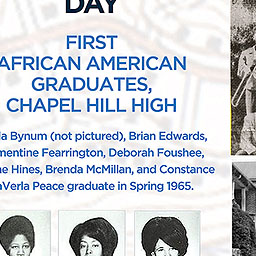 DAY
FIRST
AFRICAN AMERICAN
GRADUATES,
CHAPEL HILL HIGH
Bynum (not pictured), Brian Edwards,
Fearrington, Deborah Foushee,
Hines, Brenda McMillan, and Constance
Peace graduate in Spring 1965.